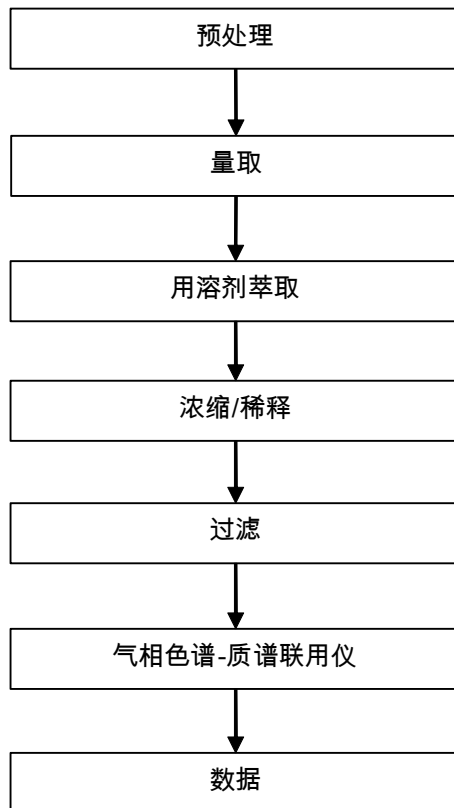 预处理
量取
用溶剂萃取
浓缩/稀释
过滤
气相色谱-质谱联用仪
数据